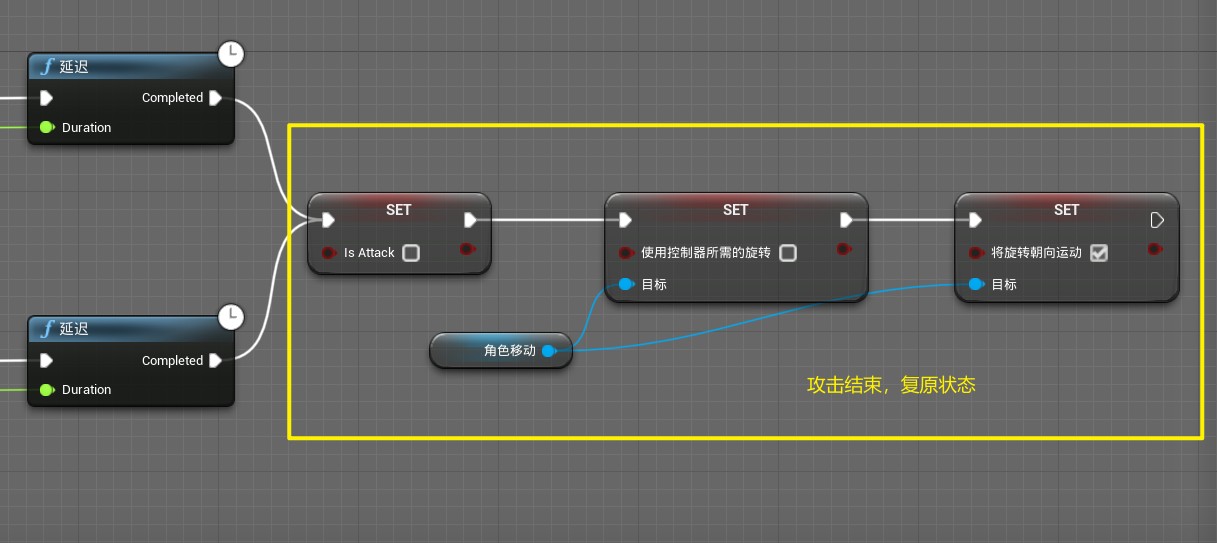 f 延迟
Completed
Duration
SET
Is Attack
SET
使用控制器所需的旋转
目标
SET
将旋转朝向运动
目标
角色移动
攻击结束，复原状态
f 延迟
Completed
Duration